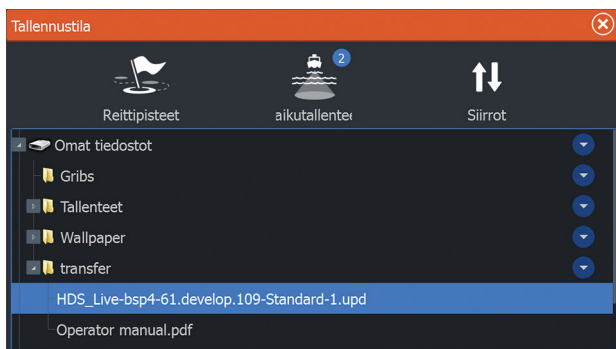 Tallennustila
2
Reittipisteet
aikutallentee
Siirrot
Omat tiedostot
Gribs
Tallenteet
Wallpaper
transfer
HDS_Live-bsp4-61.develop.109-Standard-1.upd
Operator manual.pdf